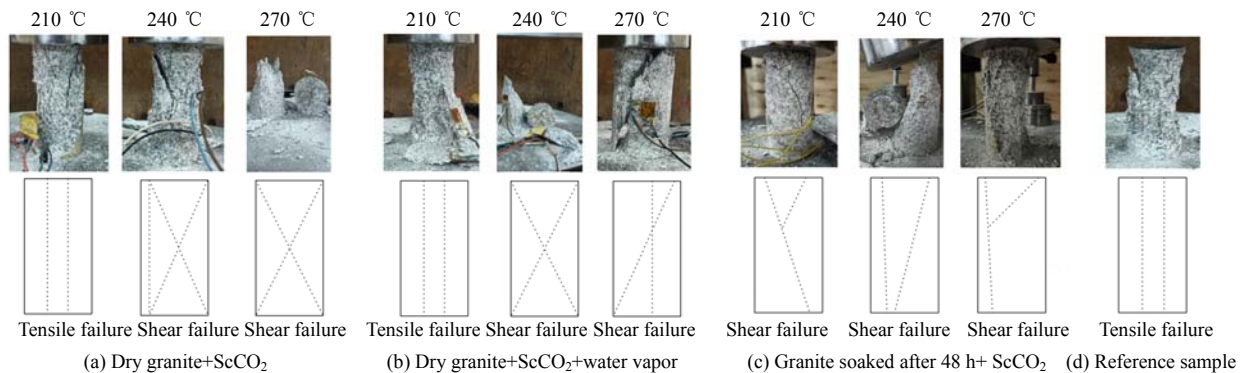 210 ℃ 240 ℃ 270 ℃ 210 ℃ 240 ℃ 270 ℃ 210 ℃ 240 ℃ 270 ℃
Tensile failure Shear failure Shear failure Tensile failure Shear failure Shear failure Shear failure Shear failure Shear failure Tensile failure
(a) Dry granite+ScCO₂ (b) Dry granite+ScCO₂+water vapor (c) Granite soaked after 48 h+ ScCO₂ (d) Reference sample